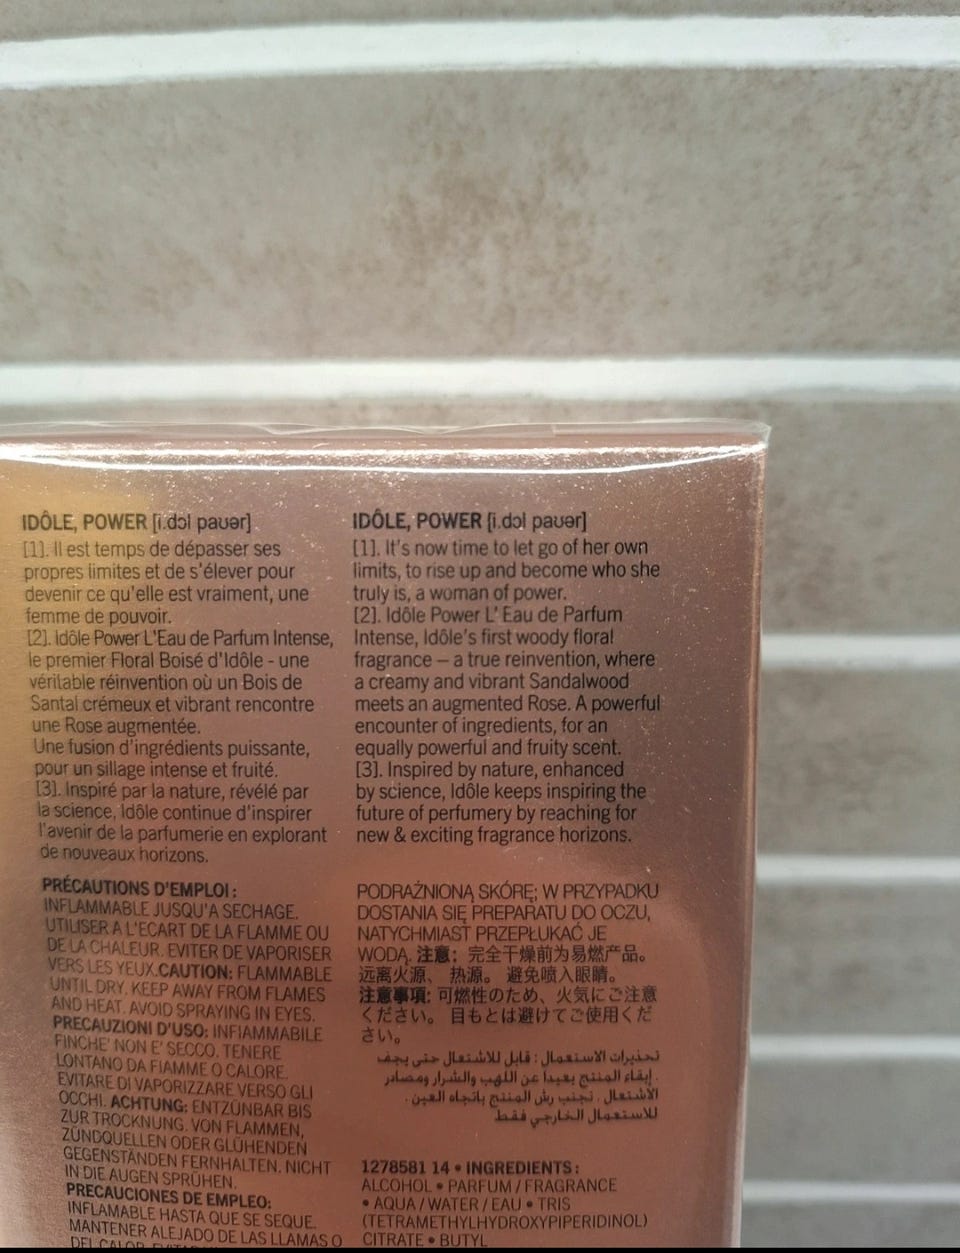 IDÔLE, POWER [i.dɔl paʊər]
[1]. Il est temps de dépasser ses
propres limites et de s'élever pour
devenir ce qu'elle est vraiment, une
femme de pouvoir.
[2]. Idôle Power L'Eau de Parfum Intense,
le premier Floral Boisé d'Idôle - une
véritable réinvention où un Bois de
Santal crémeux et vibrant rencontre
une Rose augmentée.
Une fusion d'ingrédients puissante,
pour un sillage intense et fruité.
[3]. Inspiré par la nature, révélé par
la science, Idôle continue d'inspirer
l'avenir de la parfumerie en explorant
de nouveaux horizons.
PRÉCAUTIONS D'EMPLOI :
INFLAMMABLE JUSQU'A SECHAGE.
UTILISER A L'ECART DE LA FLAMME OU
DE LA CHALEUR. EVITER DE VAPORISER
VERS LES YEUX.CAUTION: FLAMMABLE
UNTIL DRY. KEEP AWAY FROM FLAMES
AND HEAT. AVOID SPRAYING IN EYES.
PRECAUZIONI D'USO: INFIAMMABILE
FINCHE' NON E' SECCO. TENERE
LONTANO DA FIAMME O CALORE.
EVITARE DI VAPORIZZARE VERSO GLI
OCCHI. ACHTUNG: ENTZÜNBAR BIS
ZUR TROCKNUNG. VON FLAMMEN,
ZÜNDQUELLEN ODER GLÜHENDEN
GEGENSTÄNDEN FERNHALTEN. NICHT
IN DIE AUGEN SPRÜHEN.
PRECAUCIONES DE EMPLEO:
INFLAMABLE HASTA QUE SE SEQUE.
MANTENER ALEJADO DE LAS LLAMAS O
DEL CALOR.
IDÔLE, POWER [i.dɔl paʊər]
[1]. It's now time to let go of her own
limits, to rise up and become who she
truly is, a woman of power.
[2]. Idôle Power L' Eau de Parfum
Intense, Idôle's first woody floral
fragrance – a true reinvention, where
a creamy and vibrant Sandalwood
meets an augmented Rose. A powerful
encounter of ingredients, for an
equally powerful and fruity scent.
[3]. Inspired by nature, enhanced
by science, Idôle keeps inspiring the
future of perfumery by reaching for
new & exciting fragrance horizons.
PODRAŻNIONĄ SKÓRĘ; W PRZYPADKU
DOSTANIA SIĘ PREPARATU DO OCZU,
NATYCHMIAST PRZEPŁUKAĆ JE
WODĄ. 注意：完全干燥前为易燃产品。
远离火源、热源。避免喷入眼睛。
注意事項: 可燃性のため、火気にご注意
ください。目もとは避けてご使用くだ
さい。
تحذيرات الاستعمال : قابل للاشتعال حتى يجف
. إبقاء المنتج بعيدا عن اللهب والشرار ومصادر
الاشتعال . تجنب رش المنتج باتجاه العين .
للاستعمال الخارجي فقط
1278581 14 • INGREDIENTS :
ALCOHOL • PARFUM / FRAGRANCE
• AQUA / WATER / EAU • TRIS
(TETRAMETHYLHYDROXYPIPERIDINOL)
CITRATE • BUTYL